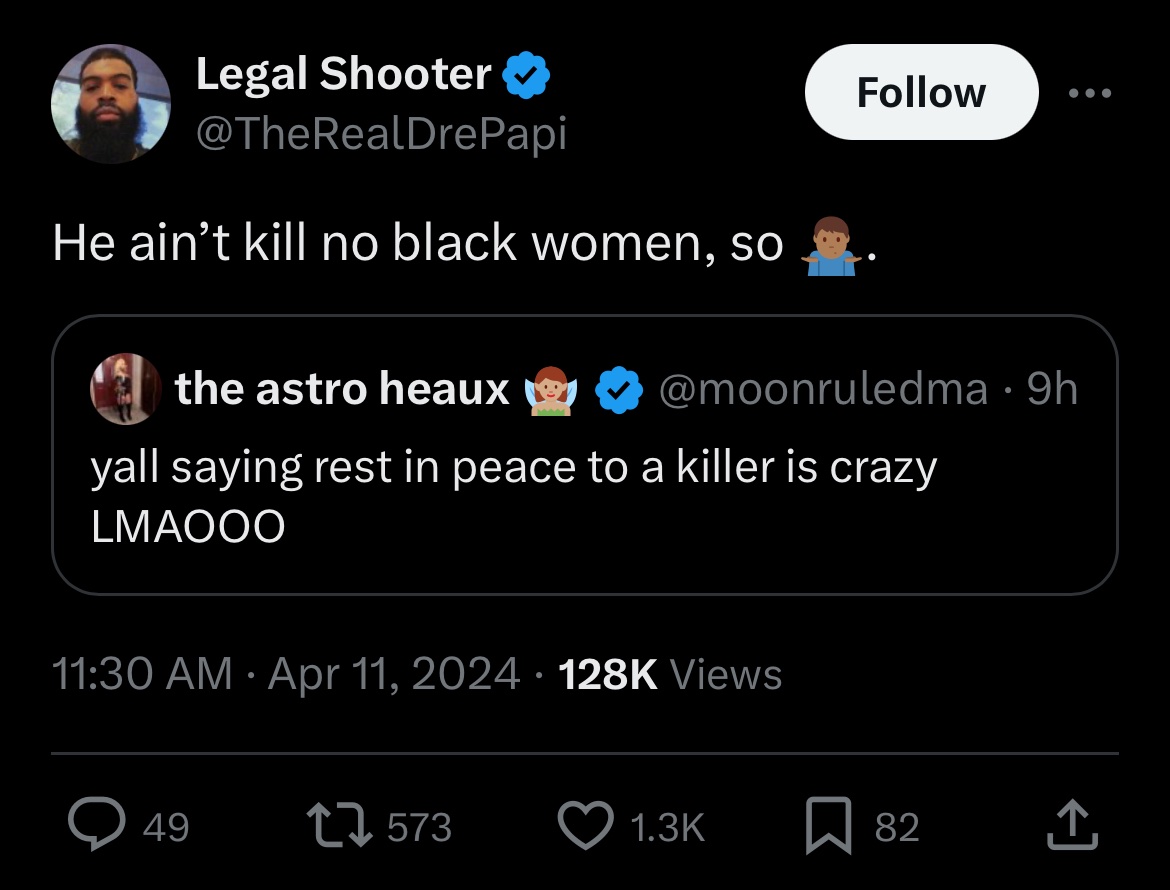 Legal Shooter
Follow
@TheRealDrePapi
He ain’t kill no black women, so 🤷🏽‍♂️.
the astro heaux 🧚🏼‍♀️ @moonruledma · 9h
yall saying rest in peace to a killer is crazy
LMAOOO
11:30 AM · Apr 11, 2024 · 128K Views
49 573 1.3K 82